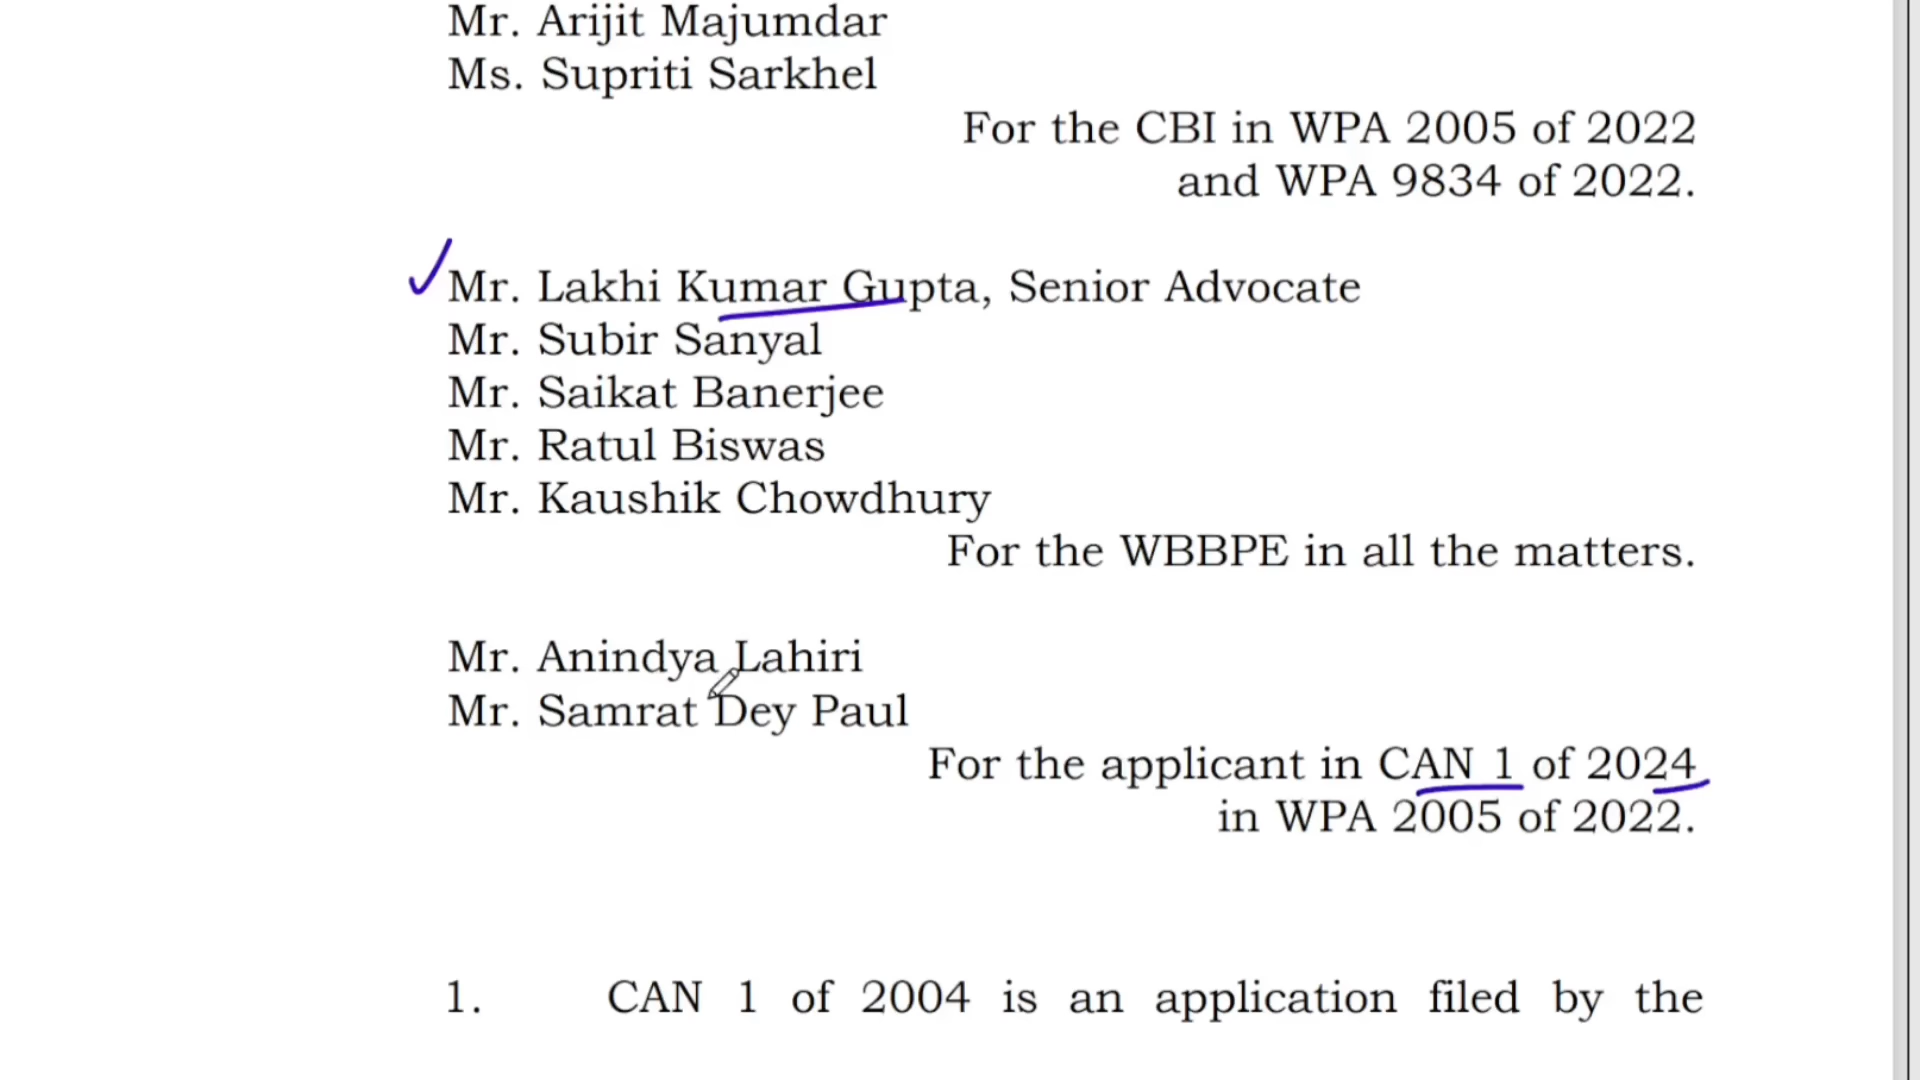 Mr. Arijit Majumdar
Ms. Supriti Sarkhel
For the CBI in WPA 2005 of 2022
and WPA 9834 of 2022.
Mr. Lakhi Kumar Gupta, Senior Advocate
Mr. Subir Sanyal
Mr. Saikat Banerjee
Mr. Ratul Biswas
Mr. Kaushik Chowdhury
For the WBBPE in all the matters.
Mr. Anindya Lahiri
Mr. Samrat Dey Paul
For the applicant in CAN 1 of 2024
in WPA 2005 of 2022.
1. CAN 1 of 2004 is an application filed by the